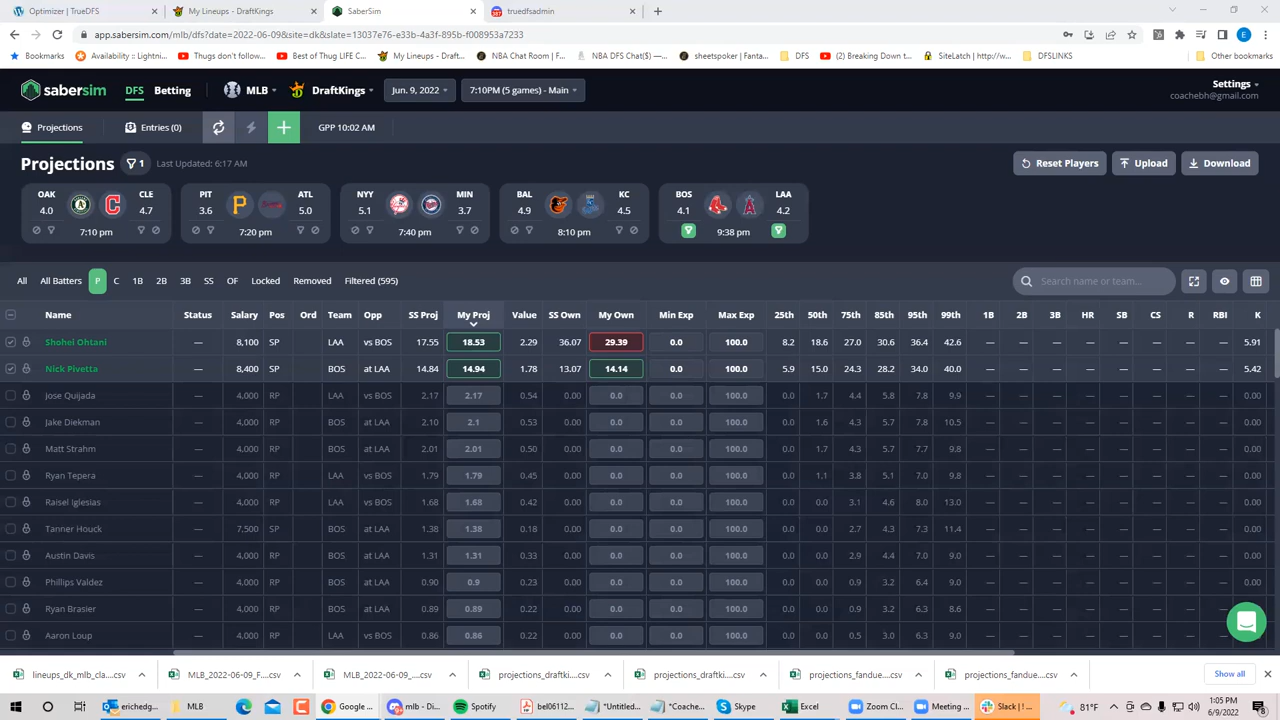 Optimizer | TrueDFS
My Lineups - DraftKings
SaberSim
truedfsadmin
app.sabersim.com/mlb/dfs?date=2022-06-09&site=dk&slate=13037e76-e33b-4a3f-895b-f008953a7233
Bookmarks
Availability :: Lightni...
Thugs don't follow...
Best of Thug LIFE C...
My Lineups - Draft...
NBA Chat Room | F...
NBA DFS Chat($) -...
sheetspoker | Fanta...
DFS
(2) Breaking Down t...
SiteLatch | http://w...
DFSLINKS
Other bookmarks
sabersim DFS Betting MLB DraftKings Jun. 9, 2022 7:10PM (5 games) - Main Settings
coachebh@gmail.com
Projections Entries (0) GPP 10:02 AM
Projections 1 Last Updated: 6:17 AM Reset Players Upload Download
OAK CLE PIT ATL NYY MIN BAL KC BOS LAA
4.0 4.7 3.6 5.0 5.1 3.7 4.9 4.5 4.1 4.2
7:10 pm 7:20 pm 7:40 pm 8:10 pm 9:38 pm
All All Batters P C 1B 2B 3B SS OF Locked Removed Filtered (595) Search name or team...
Name Status Salary Pos Ord Team Opp SS Proj My Proj Value SS Own My Own Min Exp Max Exp 25th 50th 75th 85th 95th 99th 1B 2B 3B HR SB CS R RBI K
Shohei Ohtani — 8,100 SP LAA vs BOS 17.55 18.53 2.29 36.07 29.39 0.0 100.0 8.2 18.6 27.0 30.6 36.4 42.6 — — — — — — — — 5.91
Nick Pivetta — 8,400 SP BOS at LAA 14.84 14.94 1.78 13.07 14.14 0.0 100.0 5.9 15.0 24.3 28.2 34.0 40.0 — — — — — — — — 5.42
Jose Quijada — 4,000 RP LAA vs BOS 2.17 2.17 0.54 0.00 0.0 0.0 100.0 0.0 1.7 4.4 5.8 7.8 9.9 — — — — — — — — 0.00
Jake Diekman — 4,000 RP BOS at LAA 2.10 2.1 0.53 0.00 0.0 0.0 100.0 0.0 1.6 4.3 5.7 7.8 10.5 — — — — — — — — 0.00
Matt Strahm — 4,000 RP BOS at LAA 2.01 2.01 0.50 0.00 0.0 0.0 100.0 0.0 1.6 4.3 5.7 7.7 9.9 — — — — — — — — 0.00
Ryan Tepera — 4,000 RP LAA vs BOS 1.79 1.79 0.45 0.00 0.0 0.0 100.0 0.0 1.1 3.8 5.1 7.8 9.0 — — — — — — — — 0.00
Raisel Iglesias — 4,000 RP LAA vs BOS 1.68 1.68 0.42 0.00 0.0 0.0 100.0 0.0 3.1 4.6 8.0 13.0 — — — — — — — — 0.00
Tanner Houck — 7,500 SP BOS at LAA 1.38 1.38 0.18 0.00 0.0 0.0 100.0 0.0 2.7 4.3 7.3 11.4 — — — — — — — — 0.00
Austin Davis — 4,000 RP BOS at LAA 1.31 1.31 0.33 0.00 0.0 0.0 100.0 0.0 2.9 4.4 7.0 9.4 — — — — — — — — 0.00
Phillips Valdez — 4,000 RP BOS at LAA 0.90 0.9 0.23 0.00 0.0 0.0 100.0 0.0 0.9 3.2 6.4 9.0 — — — — — — — — 0.00
Ryan Brasier — 4,000 RP BOS at LAA 0.89 0.89 0.22 0.00 0.0 0.0 100.0 0.0 0.9 3.2 6.3 8.6 — — — — — — — — 0.00
Aaron Loup — 4,000 RP LAA vs BOS 0.86 0.86 0.22 0.00 0.0 0.0 100.0 0.0 0.5 3.0 6.3 9.0 — — — — — — — — 0.00
lineups_dk_mlb_cla....csv MLB_2022-06-09_F....csv MLB_2022-06-09_....csv projections_draftki....csv projections_draftki....csv projections_fandue....csv projections_fandue....csv Show all
erichedg... MLB Google ... mlb - Di... Spotify bel0611... *Untitled... *Coache... Skype Excel Zoom Cl... Meeting ... Slack | ! ... 81°F 1:05 PM
6/9/2022